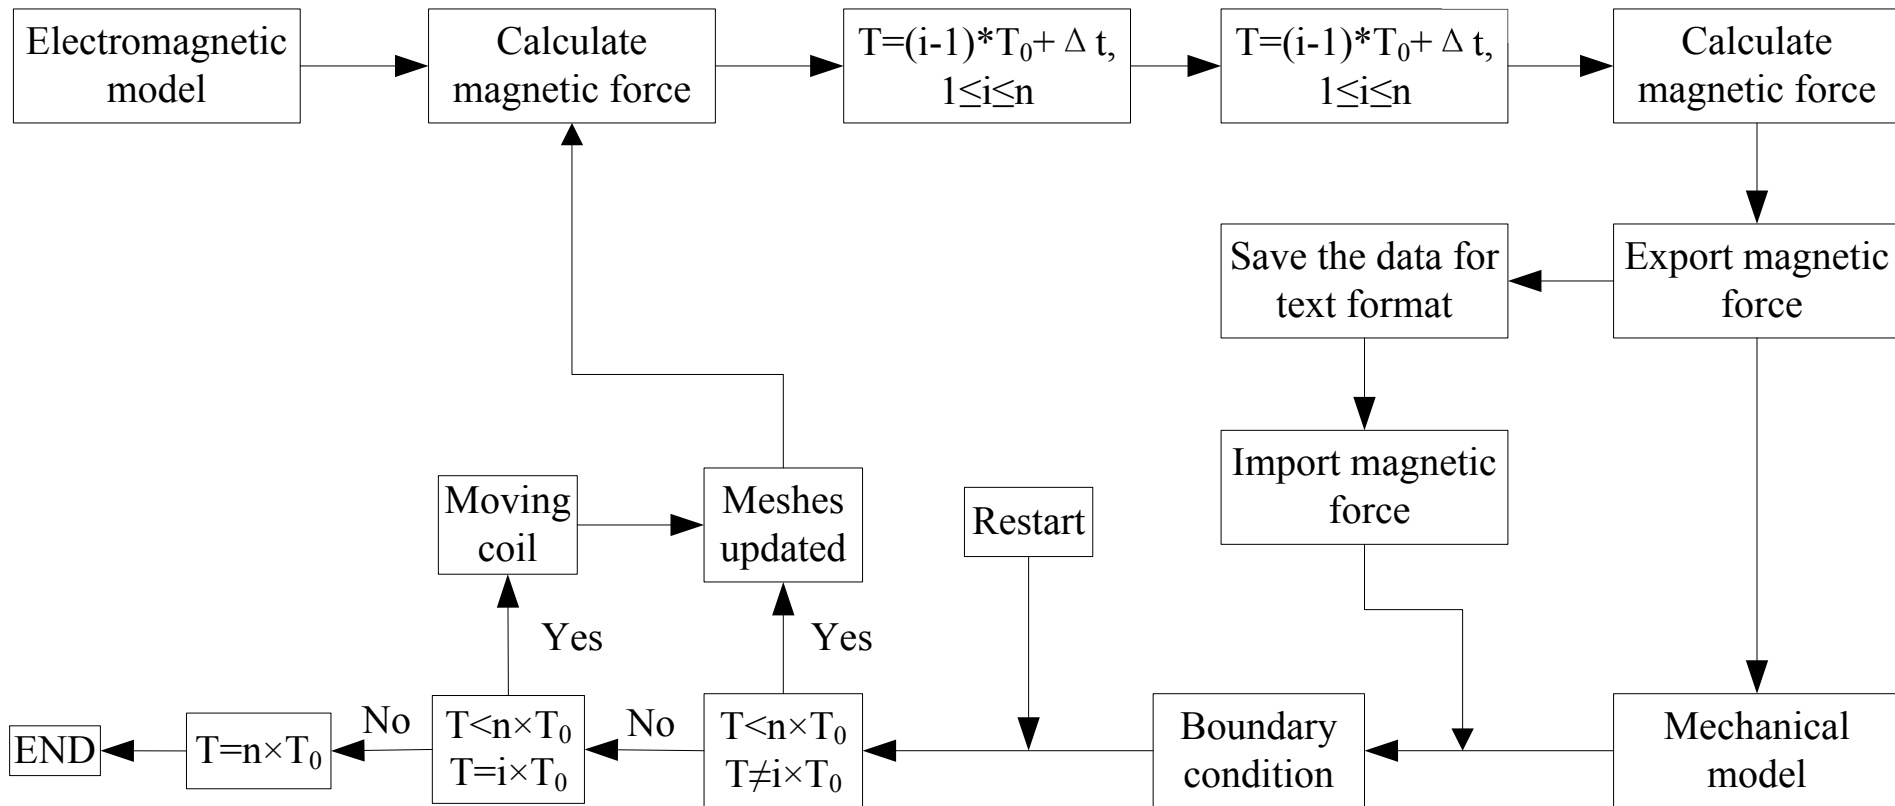 Electromagnetic
model
Calculate
magnetic force
T=(i-1)*T₀+Δt,
1≤i≤n
T=(i-1)*T₀+Δt,
1≤i≤n
Calculate
magnetic force
Save the data for
text format
Export magnetic
force
Import magnetic
force
Moving
coil
Meshes
updated
Restart
Yes
Yes
END
T=n×T₀
No
T<n×T₀
T=i×T₀
No
T<n×T₀
T≠i×T₀
Boundary
condition
Mechanical
model